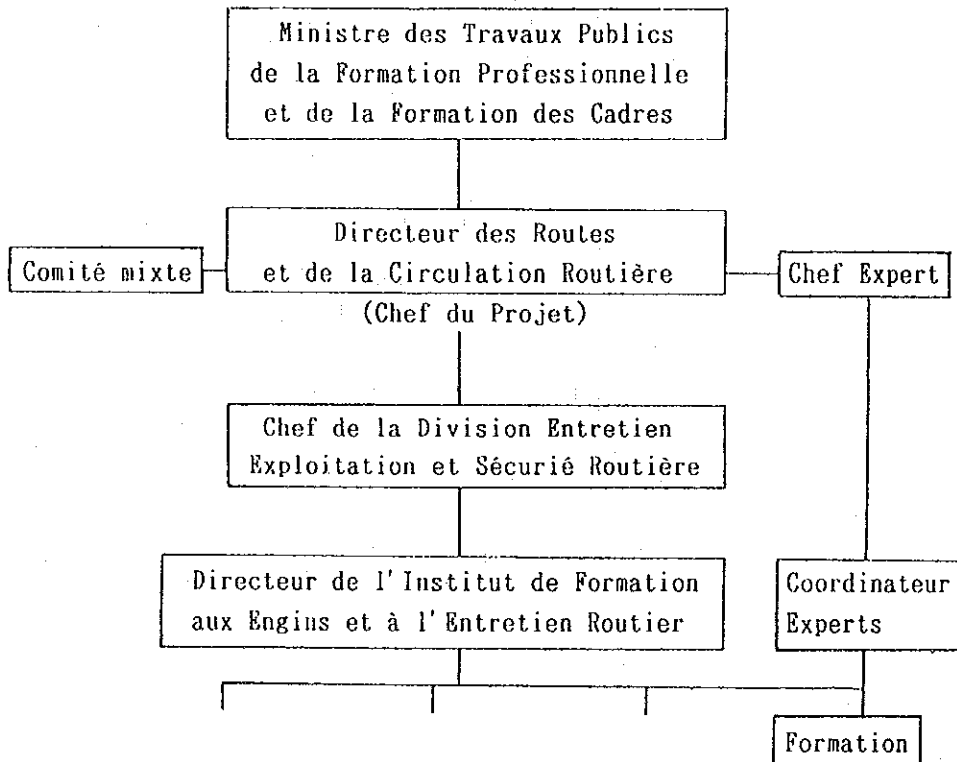 Ministre des Travaux Publics
de la Formation Professionnelle
et de la Formation des Cadres
Comité mixte
Directeur des Routes
et de la Circulation Routière
(Chef du Projet)
Chef Expert
Chef de la Division Entretien
Exploitation et Sécurié Routière
Directeur de l'Institut de Formation
aux Engins et à l'Entretien Routier
Coordinateur
Experts
Formation